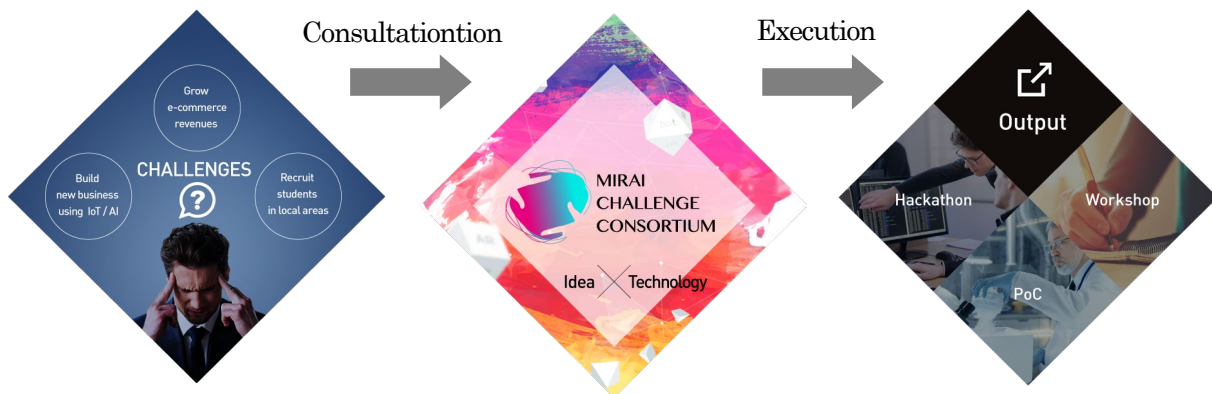 Consultationtion
Execution
Grow
e-commerce
revenues
CHALLENGES
?
Build
new business
using IoT / AI
Recruit
students
in local areas
MIRAI
CHALLENGE
CONSORTIUM
Idea
Technology
Output
Hackathon
Workshop
PoC